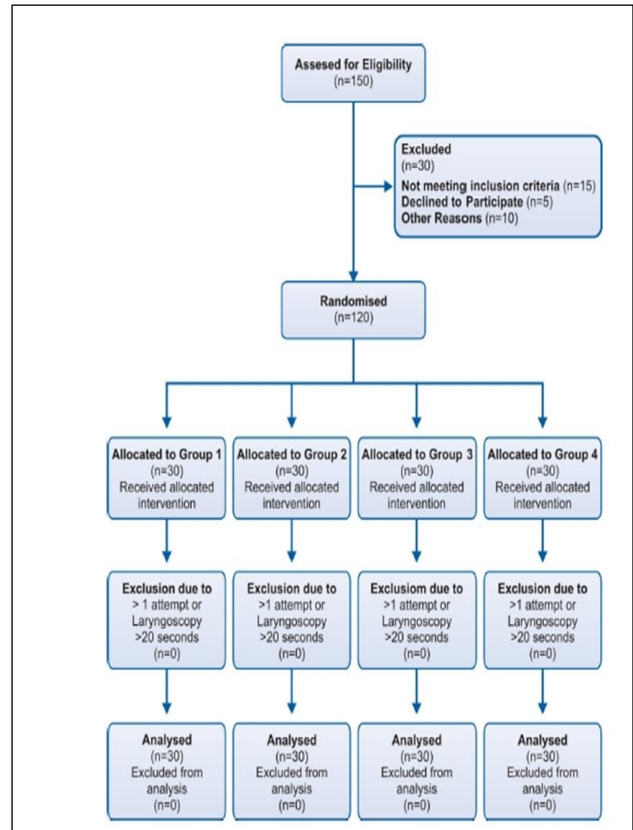 Assesed for Eligibility
(n=150)
Excluded
(n=30)
Not meeting inclusion criteria (n=15)
Declined to Participate (n=5)
Other Reasons (n=10)
Randomised
(n=120)
Allocated to Group 1
(n=30)
Received allocated
intervention
Allocated to Group 2
(n=30)
Received allocated
intervention
Allocated to Group 3
(n=30)
Received allocated
intervention
Allocated to Group 4
(n=30)
Received allocated
intervention
Exclusion due to
> 1 attempt or
Laryngoscopy
>20 seconds
(n=0)
Exclusion due to
>1 attempt or
Laryngoscopy
>20 seconds
(n=0)
Exclusiom due to
>1 attempt or
Laryngoscopy
>20 seconds
(n=0)
Exclusion due to
>1 attempt or
Laryngoscopy
>20 seconds
(n=0)
Analysed
(n=30)
Excluded from
analysis
(n=0)
Analysed
(n=30)
Excluded from
analysis
(n=0)
Analysed
(n=30)
Excluded from
analysis
(n=0)
Analysed
(n=30)
Excluded from
analysis
(n=0)